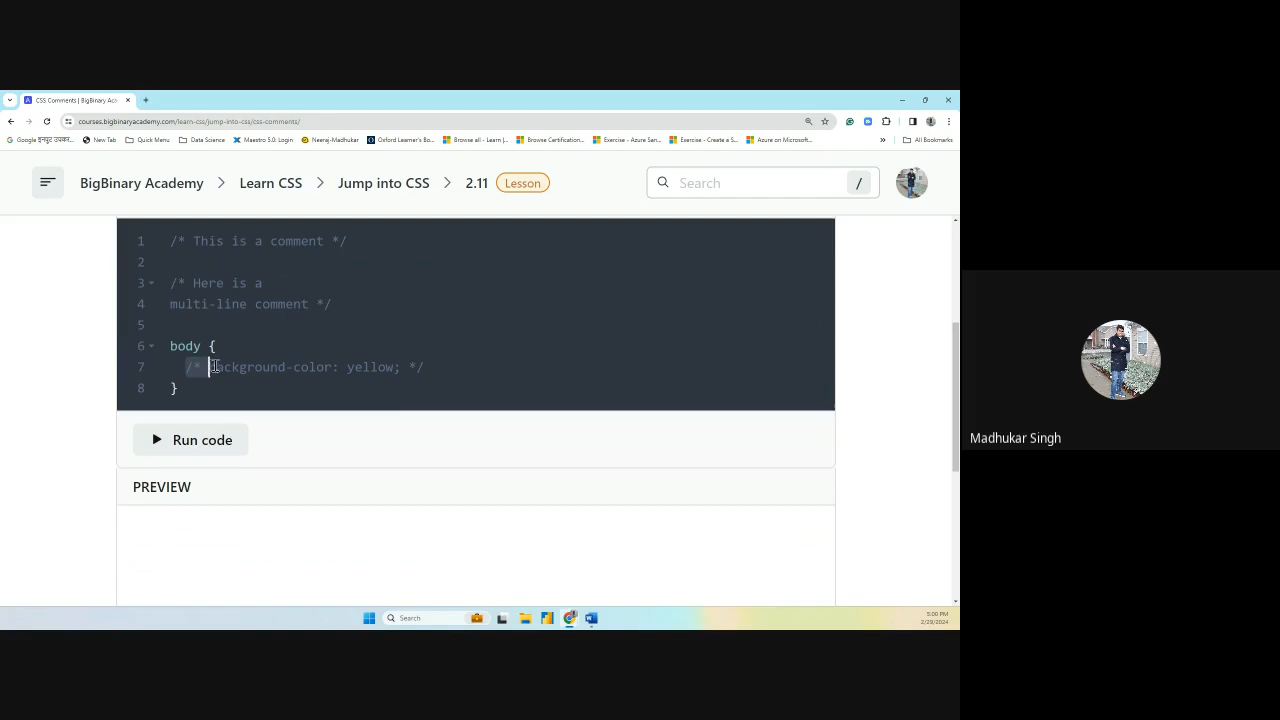 CSS Comments | BigBinary Aca
courses.bigbinaryacademy.com/learn-css/jump-into-css/css-comments/
Google इनपुट उपकर...
New Tab
Quick Menu
Data Science
Maestro 5.0: Login
Neeraj-Madhukar
Oxford Learner's Bo...
Browse all - Learn |...
Browse Certification...
Exercise - Azure San...
Exercise - Create a S...
Azure on Microsoft...
All Bookmarks
BigBinary Academy
Learn CSS
Jump into CSS
2.11
Lesson
Search
/
1 /* This is a comment */
2
3 /* Here is a
4 multi-line comment */
5
6 body {
7 /* background-color: yellow; */
8 }
Run code
PREVIEW
Madhukar Singh
Search
5:00 PM
2/29/2024